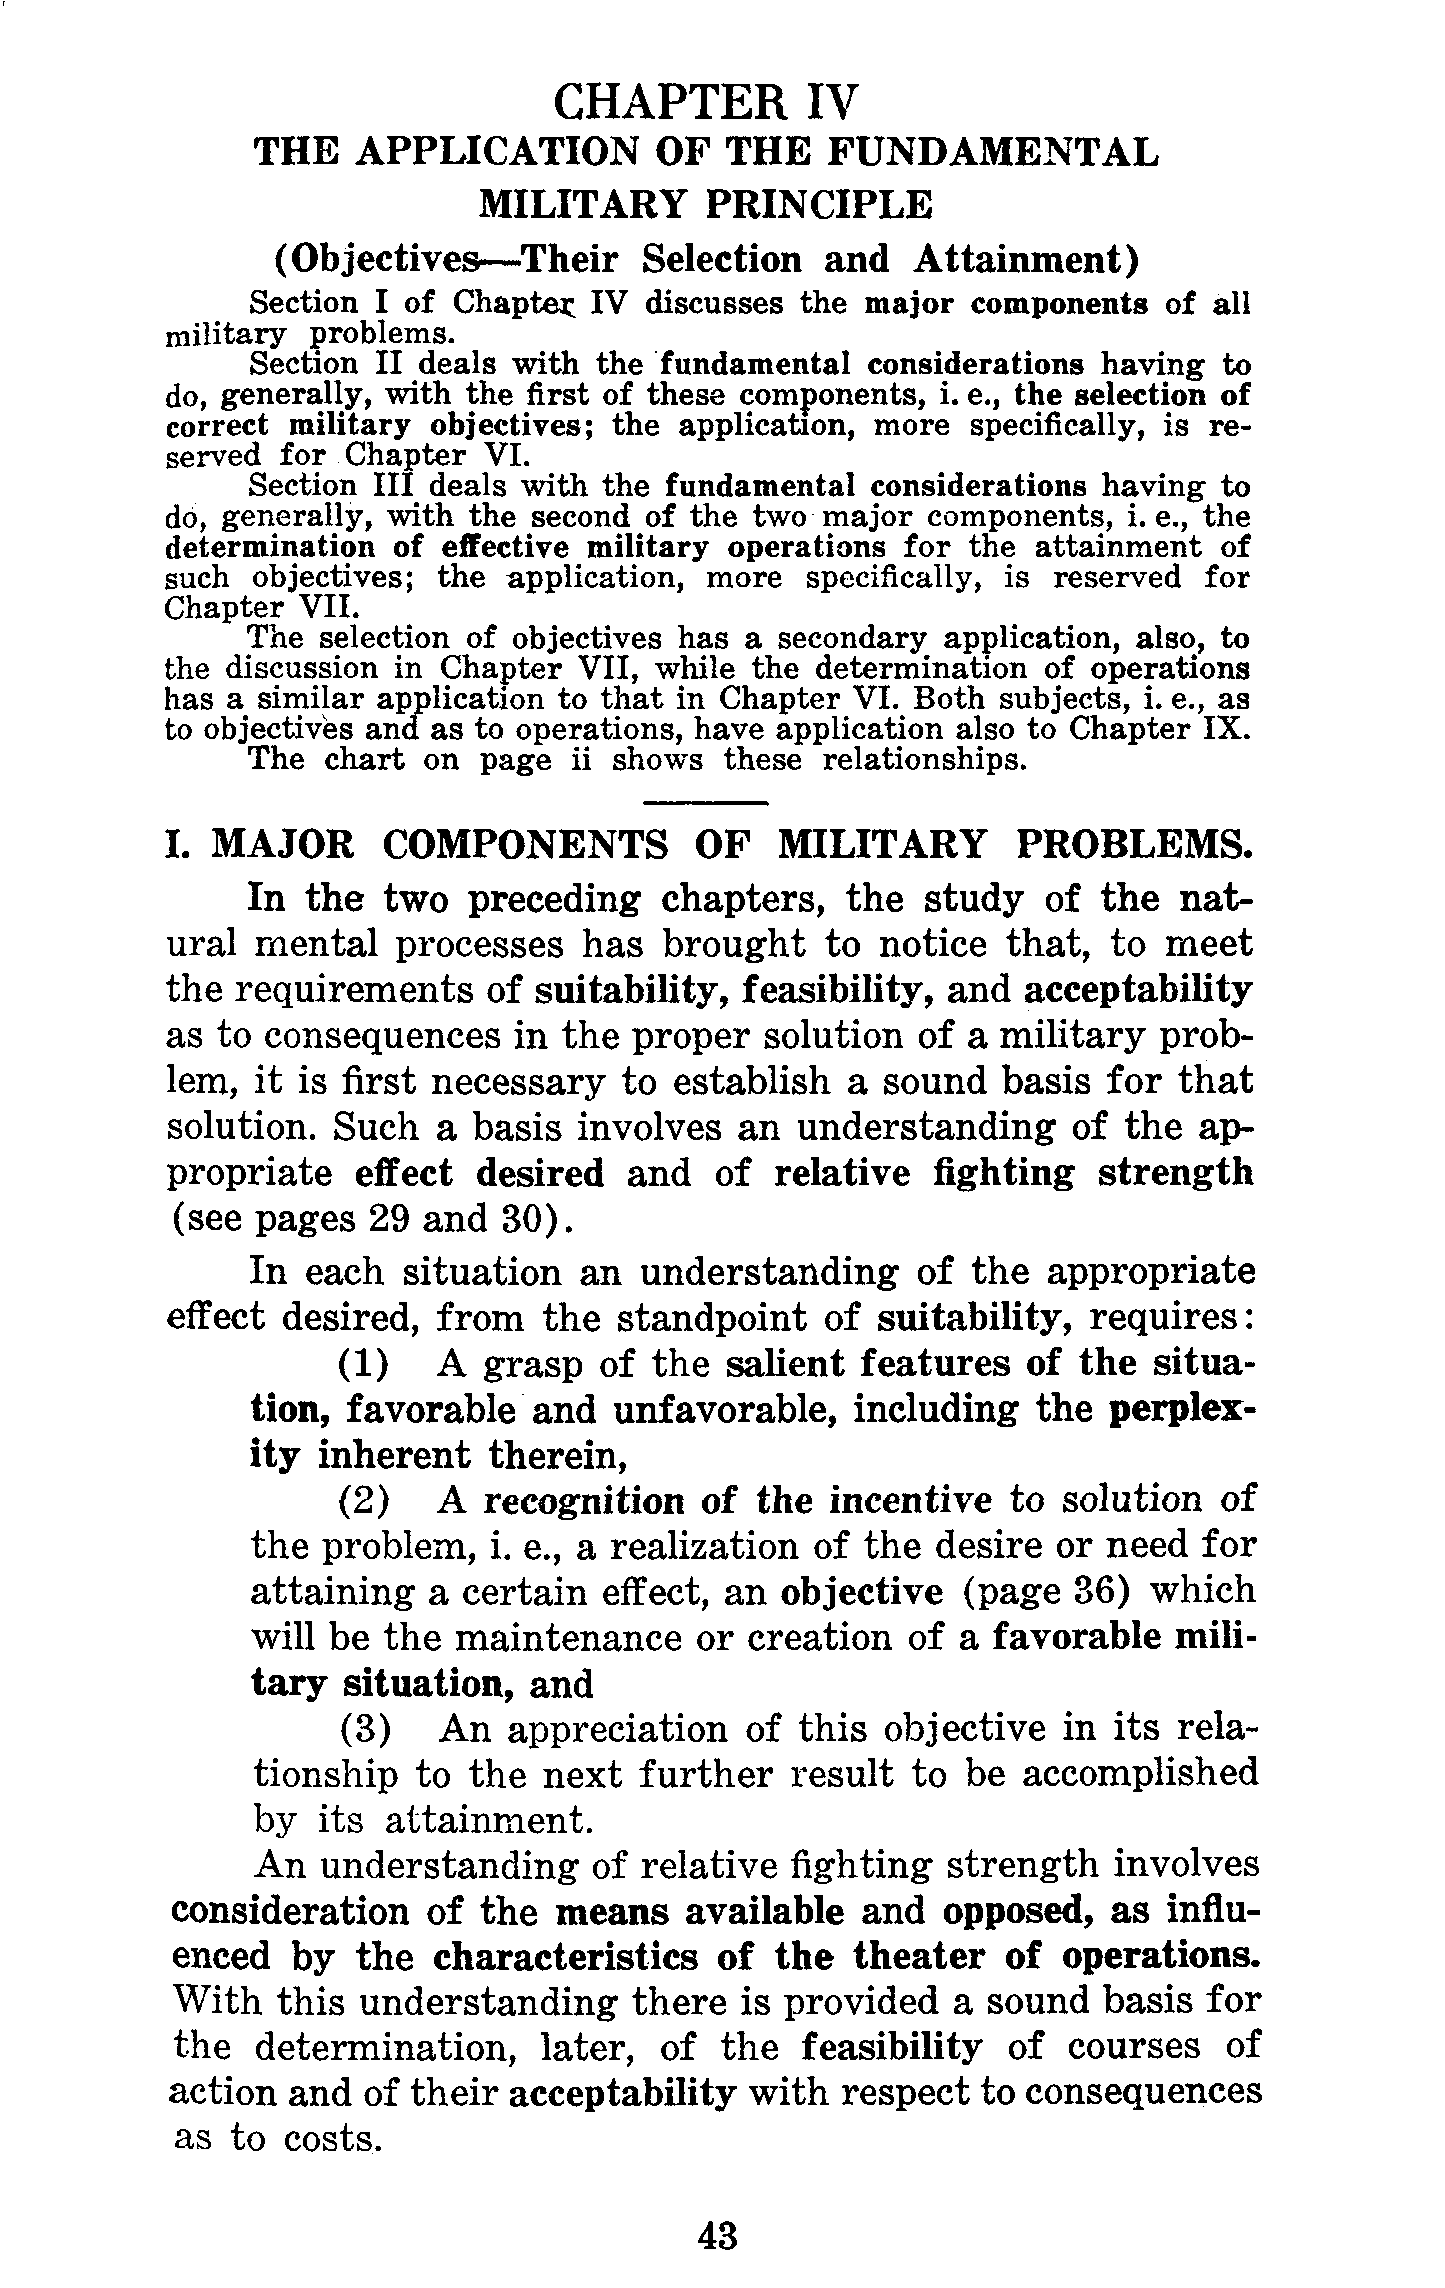 CHAPTER IV
THE APPLICATION OF THE FUNDAMENTAL
MILITARY PRINCIPLE
(Objectives—Their Selection and Attainment)
Section I of Chapter IV discusses the major components of all
military problems.
Section II deals with the fundamental considerations having to
do, generally, with the first of these components, i. e., the selection of
correct military objectives; the application, more specifically, is re-
served for Chapter VI.
Section III deals with the fundamental considerations having to
do, generally, with the second of the two major components, i. e., the
determination of effective military operations for the attainment of
such objectives; the application, more specifically, is reserved for
Chapter VII.
The selection of objectives has a secondary application, also, to
the discussion in Chapter VII, while the determination of operations
has a similar application to that in Chapter VI. Both subjects, i. e., as
to objectives and as to operations, have application also to Chapter IX.
The chart on page ii shows these relationships.
I. MAJOR COMPONENTS OF MILITARY PROBLEMS.
In the two preceding chapters, the study of the nat-
ural mental processes has brought to notice that, to meet
the requirements of suitability, feasibility, and acceptability
as to consequences in the proper solution of a military prob-
lem, it is first necessary to establish a sound basis for that
solution. Such a basis involves an understanding of the ap-
propriate effect desired and of relative fighting strength
(see pages 29 and 30).
In each situation an understanding of the appropriate
effect desired, from the standpoint of suitability, requires:
(1) A grasp of the salient features of the situa-
tion, favorable and unfavorable, including the perplex-
ity inherent therein,
(2) A recognition of the incentive to solution of
the problem, i. e., a realization of the desire or need for
attaining a certain effect, an objective (page 36) which
will be the maintenance or creation of a favorable mili-
tary situation, and
(3) An appreciation of this objective in its rela-
tionship to the next further result to be accomplished
by its attainment.
An understanding of relative fighting strength involves
consideration of the means available and opposed, as influ-
enced by the characteristics of the theater of operations.
With this understanding there is provided a sound basis for
the determination, later, of the feasibility of courses of
action and of their acceptability with respect to consequences
as to costs.
43